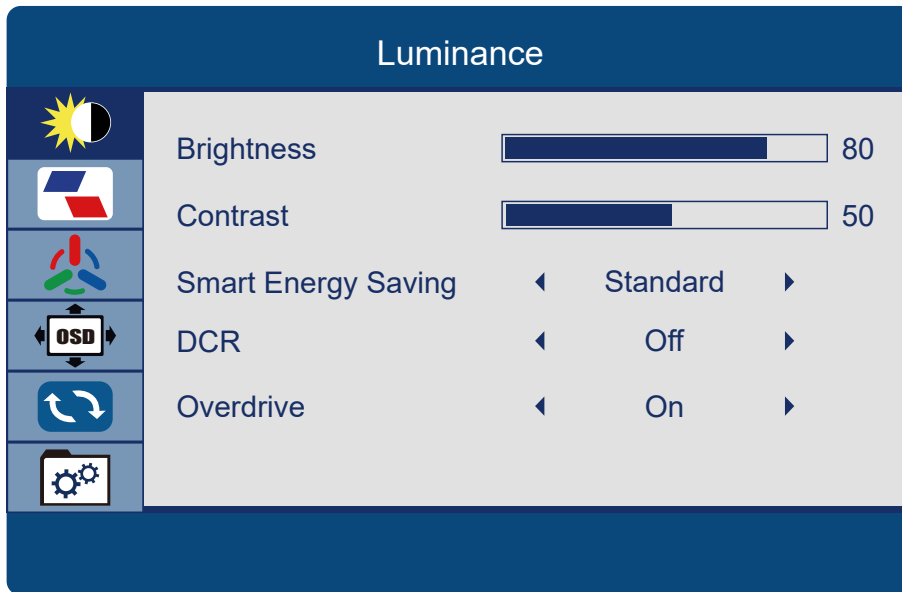 Luminance
Brightness 80
Contrast 50
Smart Energy Saving Standard
OSD
DCR Off
Overdrive On